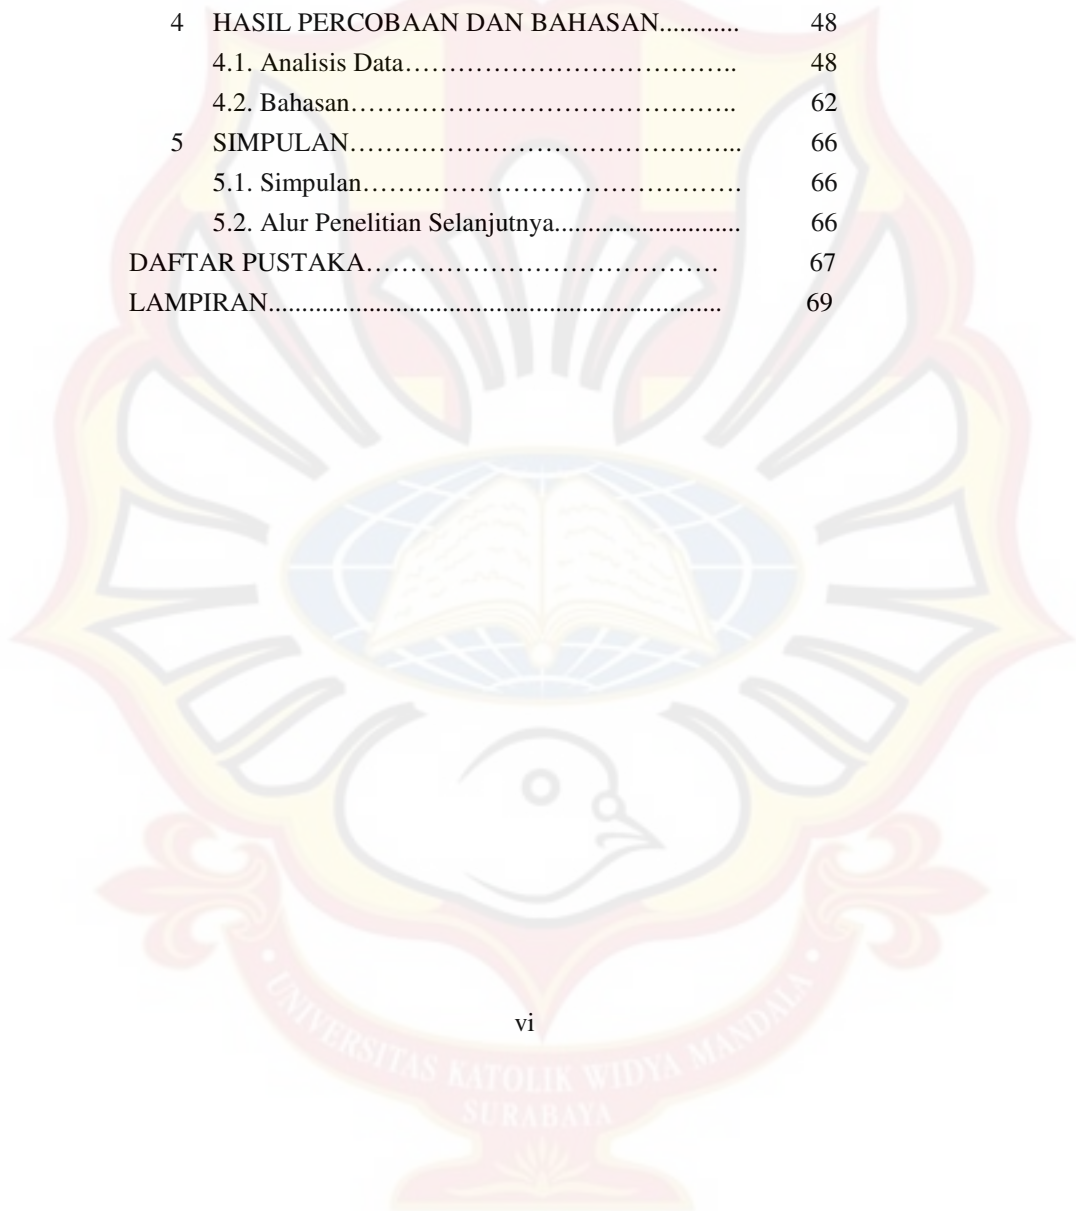 4 HASIL PERCOBAAN DAN BAHASAN............ 48
4.1. Analisis Data……………………………….. 48
4.2. Bahasan…………………………………….. 62
5 SIMPULAN……………………………………... 66
5.1. Simpulan……………………………………. 66
5.2. Alur Penelitian Selanjutnya............................ 66
DAFTAR PUSTAKA………………………………… 67
LAMPIRAN................................................................... 69
vi
• UNIVERSITAS KATOLIK WIDYA MANDALA •
SURABAYA